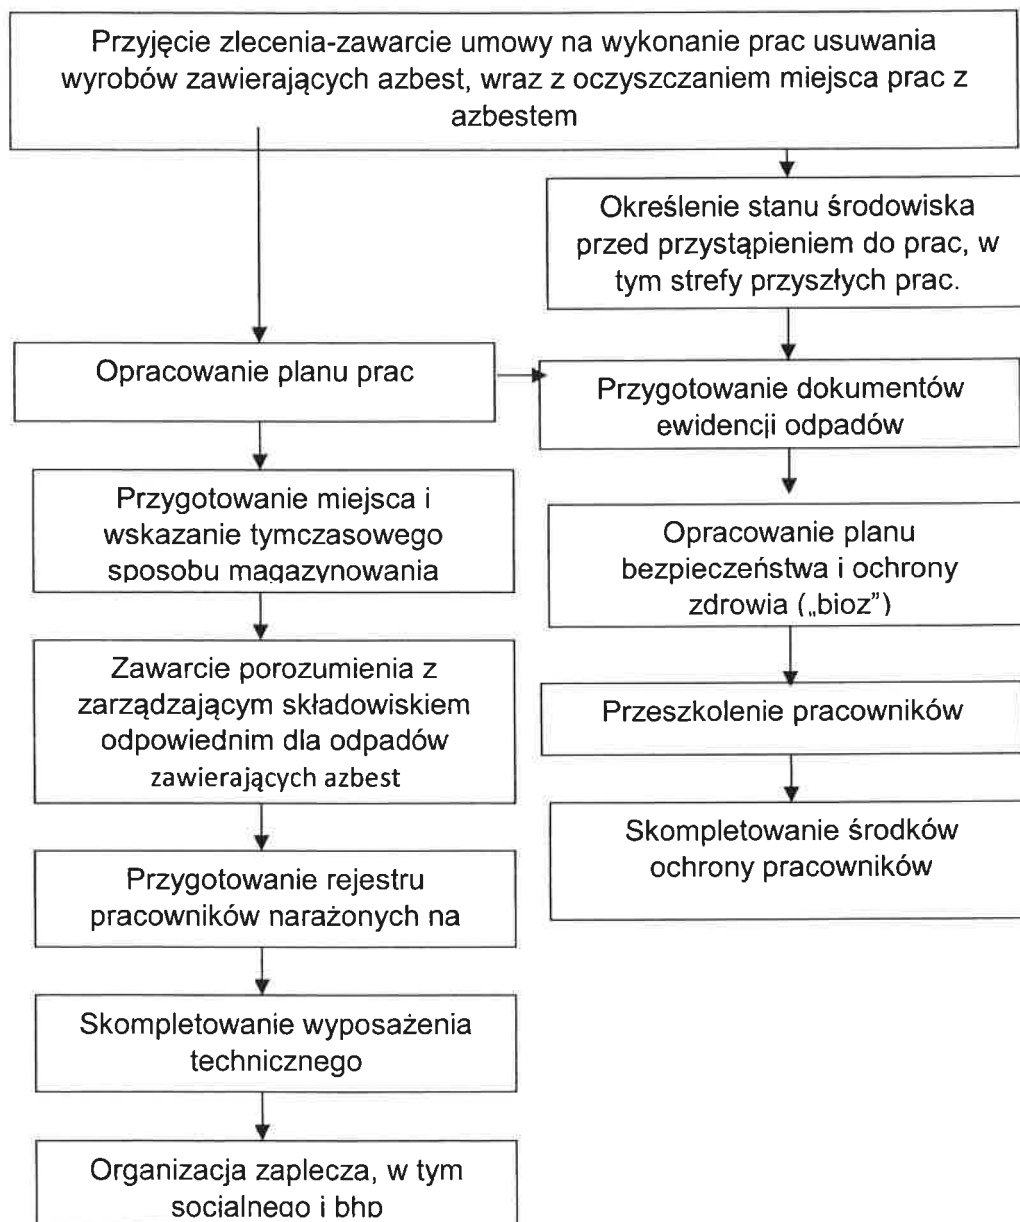 Przyjęcie zlecenia-zawarcie umowy na wykonanie prac usuwania
wyrobów zawierających azbest, wraz z oczyszczaniem miejsca prac z
azbestem
Określenie stanu środowiska
przed przystąpieniem do prac, w
tym strefy przyszłych prac.
Opracowanie planu prac
Przygotowanie dokumentów
ewidencji odpadów
Przygotowanie miejsca i
wskazanie tymczasowego
sposobu magazynowania
Opracowanie planu
bezpieczeństwa i ochrony
zdrowia („bioz”)
Zawarcie porozumienia z
zarządzającym składowiskiem
odpowiednim dla odpadów
zawierających azbest
Przeszkolenie pracowników
Skompletowanie środków
ochrony pracowników
Przygotowanie rejestru
pracowników narażonych na
Skompletowanie wyposażenia
technicznego
Organizacja zaplecza, w tym
socjalnego i bhp